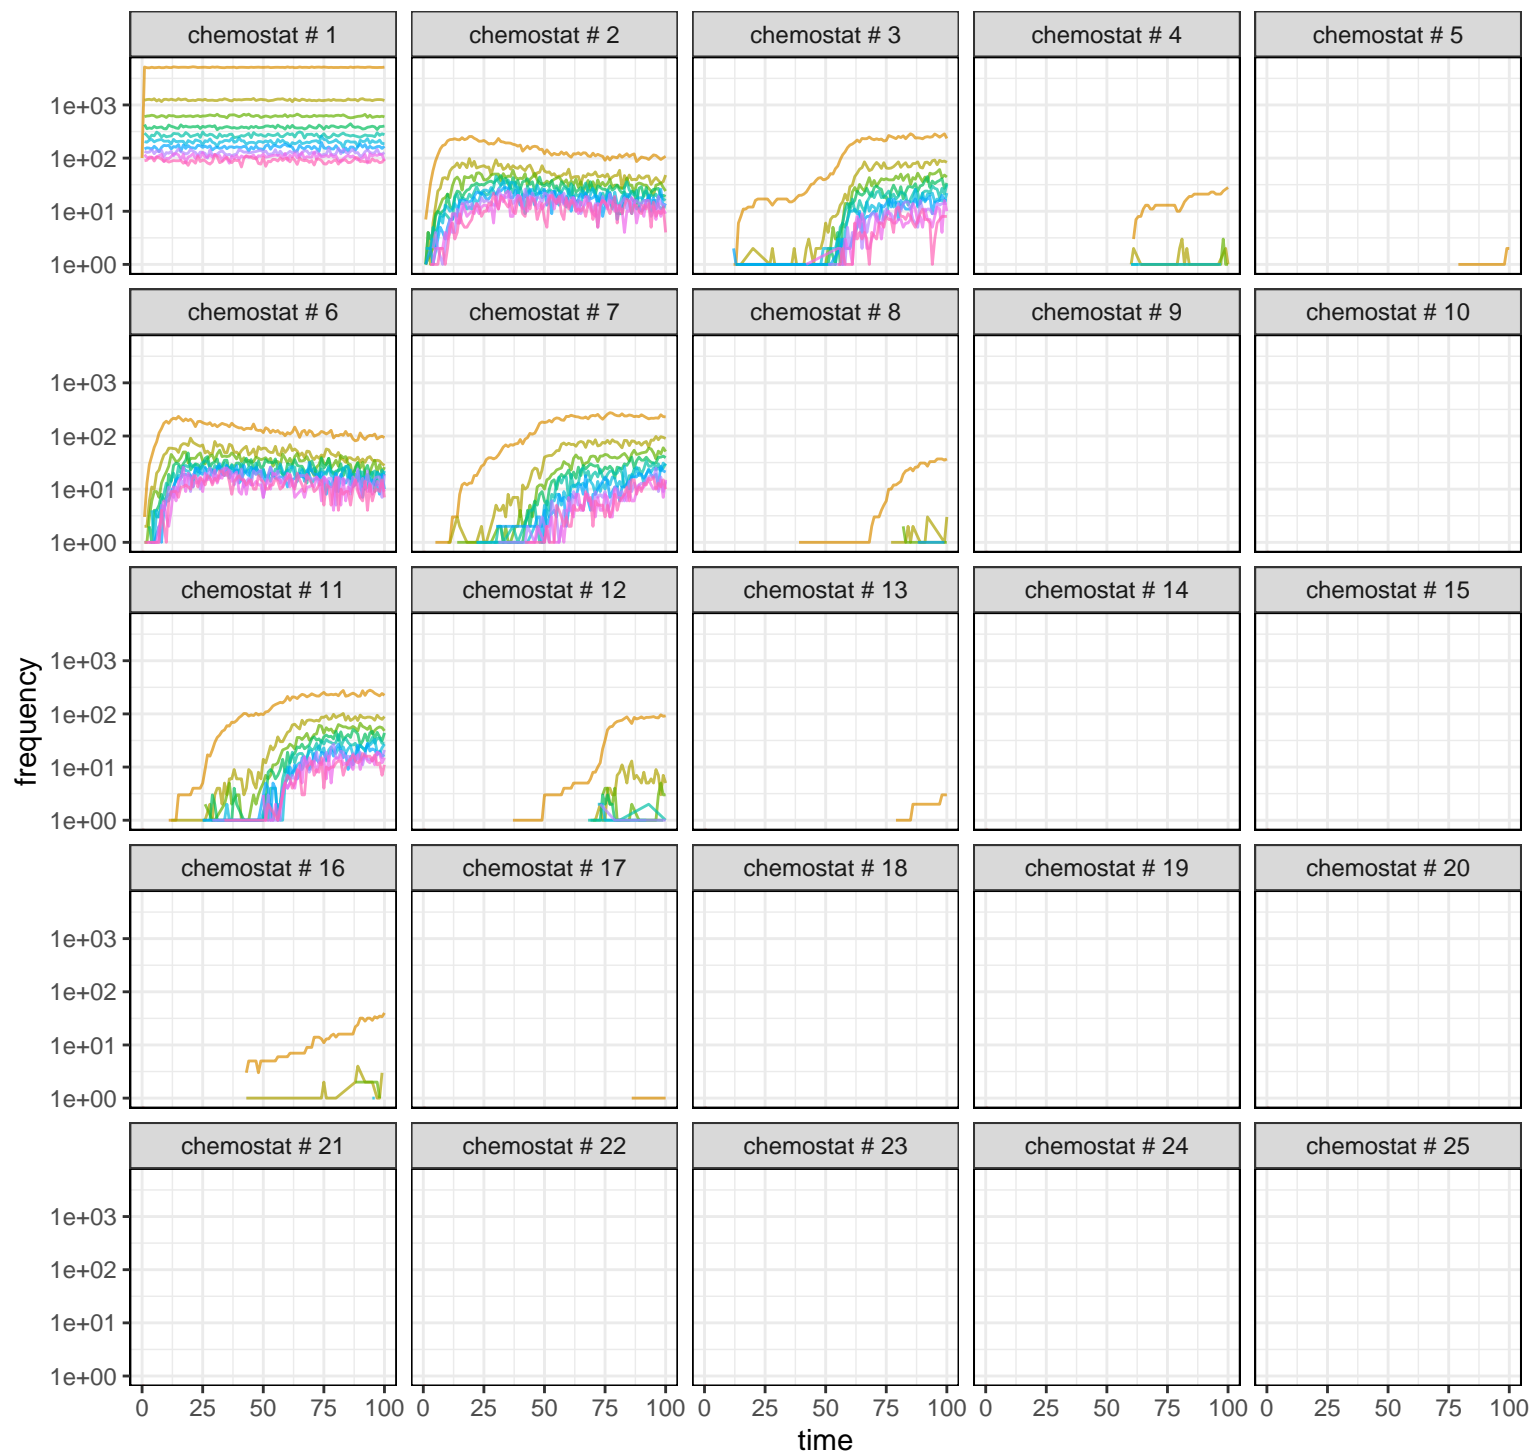 chemostat # 1
chemostat # 2
chemostat # 3
chemostat # 4
chemostat # 5
1e+03
1e+02
1e+01
1e+00
chemostat # 6
chemostat # 7
chemostat # 8
chemostat # 9
chemostat # 10
1e+03
1e+02
1e+01
1e+00
chemostat # 11
chemostat # 12
chemostat # 13
chemostat # 14
chemostat # 15
frequency
1e+03
1e+02
1e+01
1e+00
chemostat # 16
chemostat # 17
chemostat # 18
chemostat # 19
chemostat # 20
1e+03
1e+02
1e+01
1e+00
chemostat # 21
chemostat # 22
chemostat # 23
chemostat # 24
chemostat # 25
1e+03
1e+02
1e+01
1e+00
0 25 50 75 100
0 25 50 75 100
0 25 50 75 100
0 25 50 75 100
0 25 50 75 100
time